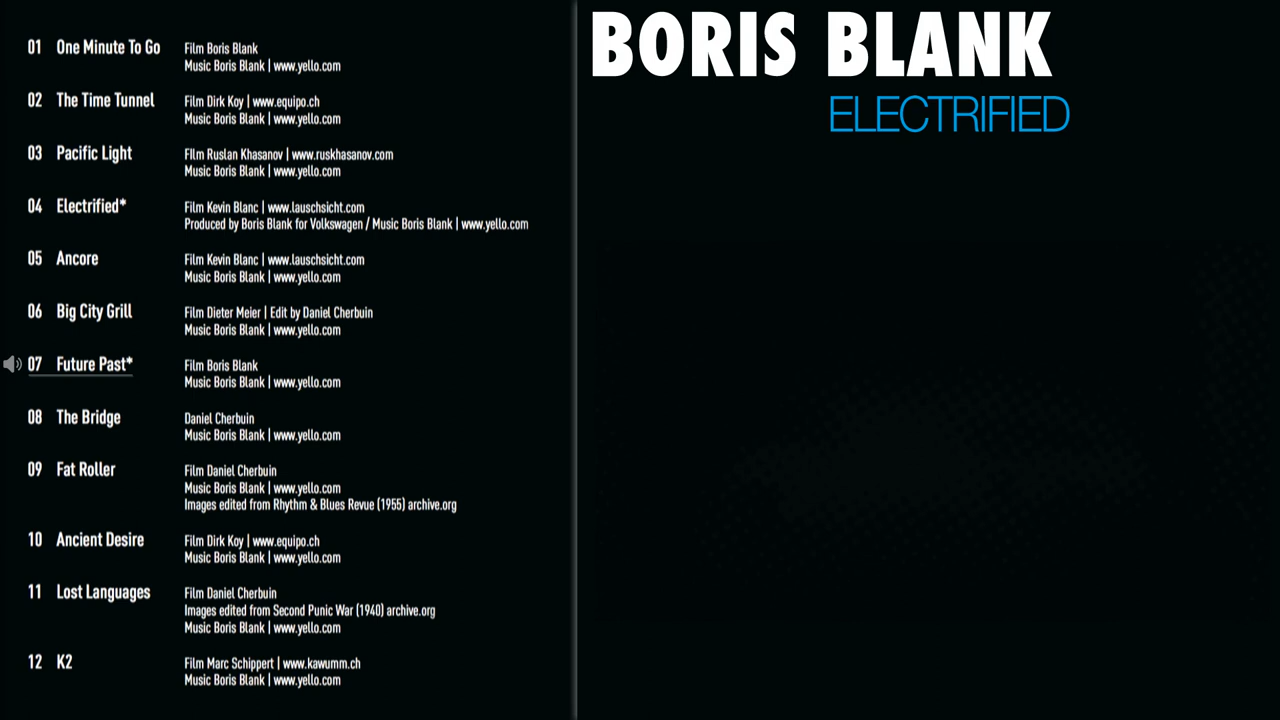 01 One Minute To Go Film Boris Blank
Music Boris Blank | www.yello.com
02 The Time Tunnel Film Dirk Koy | www.equipo.ch
Music Boris Blank | www.yello.com
03 Pacific Light FIlm Ruslan Khasanov | www.ruskhasanov.com
Music Boris Blank | www.yello.com
04 Electrified* Film Kevin Blanc | www.lauschsicht.com
Produced by Boris Blank for Volkswagen / Music Boris Blank | www.yello.com
05 Ancore Film Kevin Blanc | www.lauschsicht.com
Music Boris Blank | www.yello.com
06 Big City Grill Film Dieter Meier | Edit by Daniel Cherbuin
Music Boris Blank | www.yello.com
07 Future Past* Film Boris Blank
Music Boris Blank | www.yello.com
08 The Bridge Daniel Cherbuin
Music Boris Blank | www.yello.com
09 Fat Roller Film Daniel Cherbuin
Music Boris Blank | www.yello.com
Images edited from Rhythm & Blues Revue (1955) archive.org
10 Ancient Desire Film Dirk Koy | www.equipo.ch
Music Boris Blank | www.yello.com
11 Lost Languages Film Daniel Cherbuin
Images edited from Second Punic War (1940) archive.org
Music Boris Blank | www.yello.com
12 K2 Film Marc Schippert | www.kawumm.ch
Music Boris Blank | www.yello.com
BORIS BLANK
ELECTRIFIED